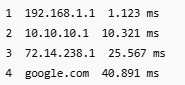 1 192.168.1.1 1.123 ms
2 10.10.10.1 10.321 ms
3 72.14.238.1 25.567 ms
4 google.com 40.891 ms